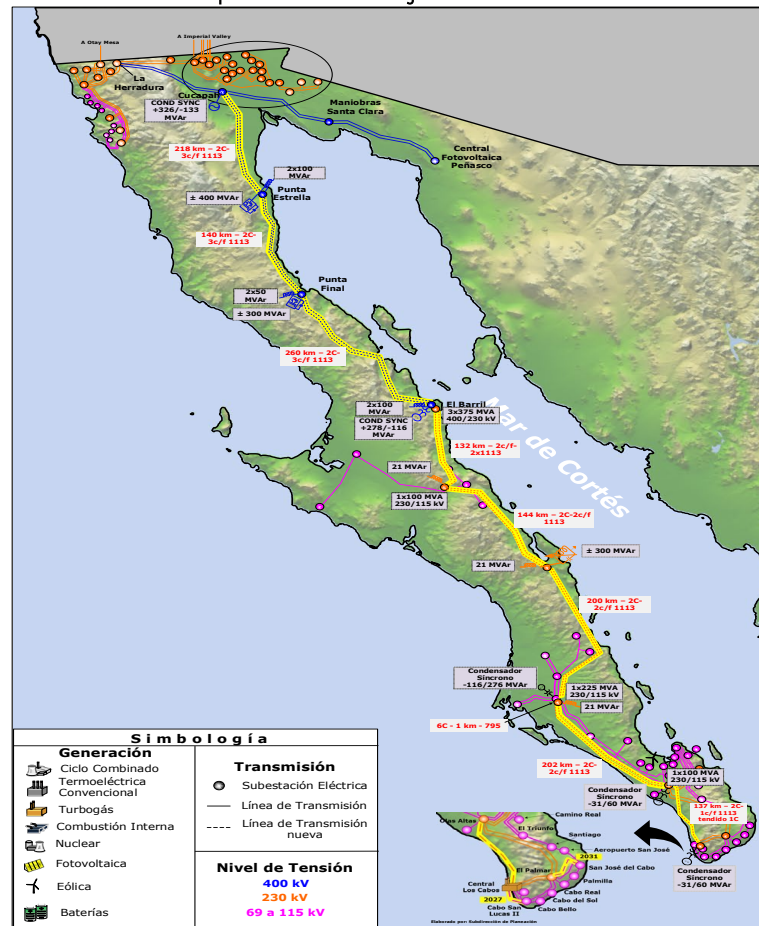 A Otay Mesa
A Imperial Valley
La
Herradura
Cucapah
COND SYNC
+326/-133
MVAr
Maniobras
Santa Clara
Central
Fotovoltaica
Peñasco
218 km – 2C-
3c/f 1113
2x100
MVAr
± 400 MVAr
Punta
Estrella
140 km – 2C-
3c/f 1113
Punta
Final
2x50
MVAr
± 300 MVAr
260 km – 2C-
3c/f 1113
2x100
MVAr
El Barril
3x375 MVA
400/230 kV
COND SYNC
+278/-116
MVAr
Mar de Cortés
132 km – 2c/f-
2x1113
21 MVAr
1x100 MVA
230/115 kV
144 km – 2C-2c/f
1113
± 300 MVAr
21 MVAr
200 km – 2C-
2c/f 1113
Condensador
Síncrono
-116/276 MVAr
1x225 MVA
230/115 kV
21 MVAr
6C - 1 km - 795
202 km – 2C-
2c/f 1113
1x100 MVA
230/115 kV
Condensador
Síncrono
-31/60 MVAr
137 km – 2C-
1c/f 1113
tendido 1C
Condensador
Síncrono
-31/60 MVAr
Simbología
Generación
Ciclo Combinado
Termoeléctrica
Convencional
Turbogás
Combustión Interna
Nuclear
Fotovoltaica
Eólica
Baterías
Transmisión
Subestación Eléctrica
Línea de Transmisión
Línea de Transmisión
nueva
Nivel de Tensión
400 kV
230 kV
69 a 115 kV
Olas Altas
Camino Real
El Triunfo
Santiago
Aeropuerto San José
2031
San José del Cabo
El Palmar
Palmilla
Central
Los Cabos
Cabo Real
2027
Cabo del Sol
Cabo San
Lucas II
Cabo Bello
Elaborado por: Subdirección de Planeación